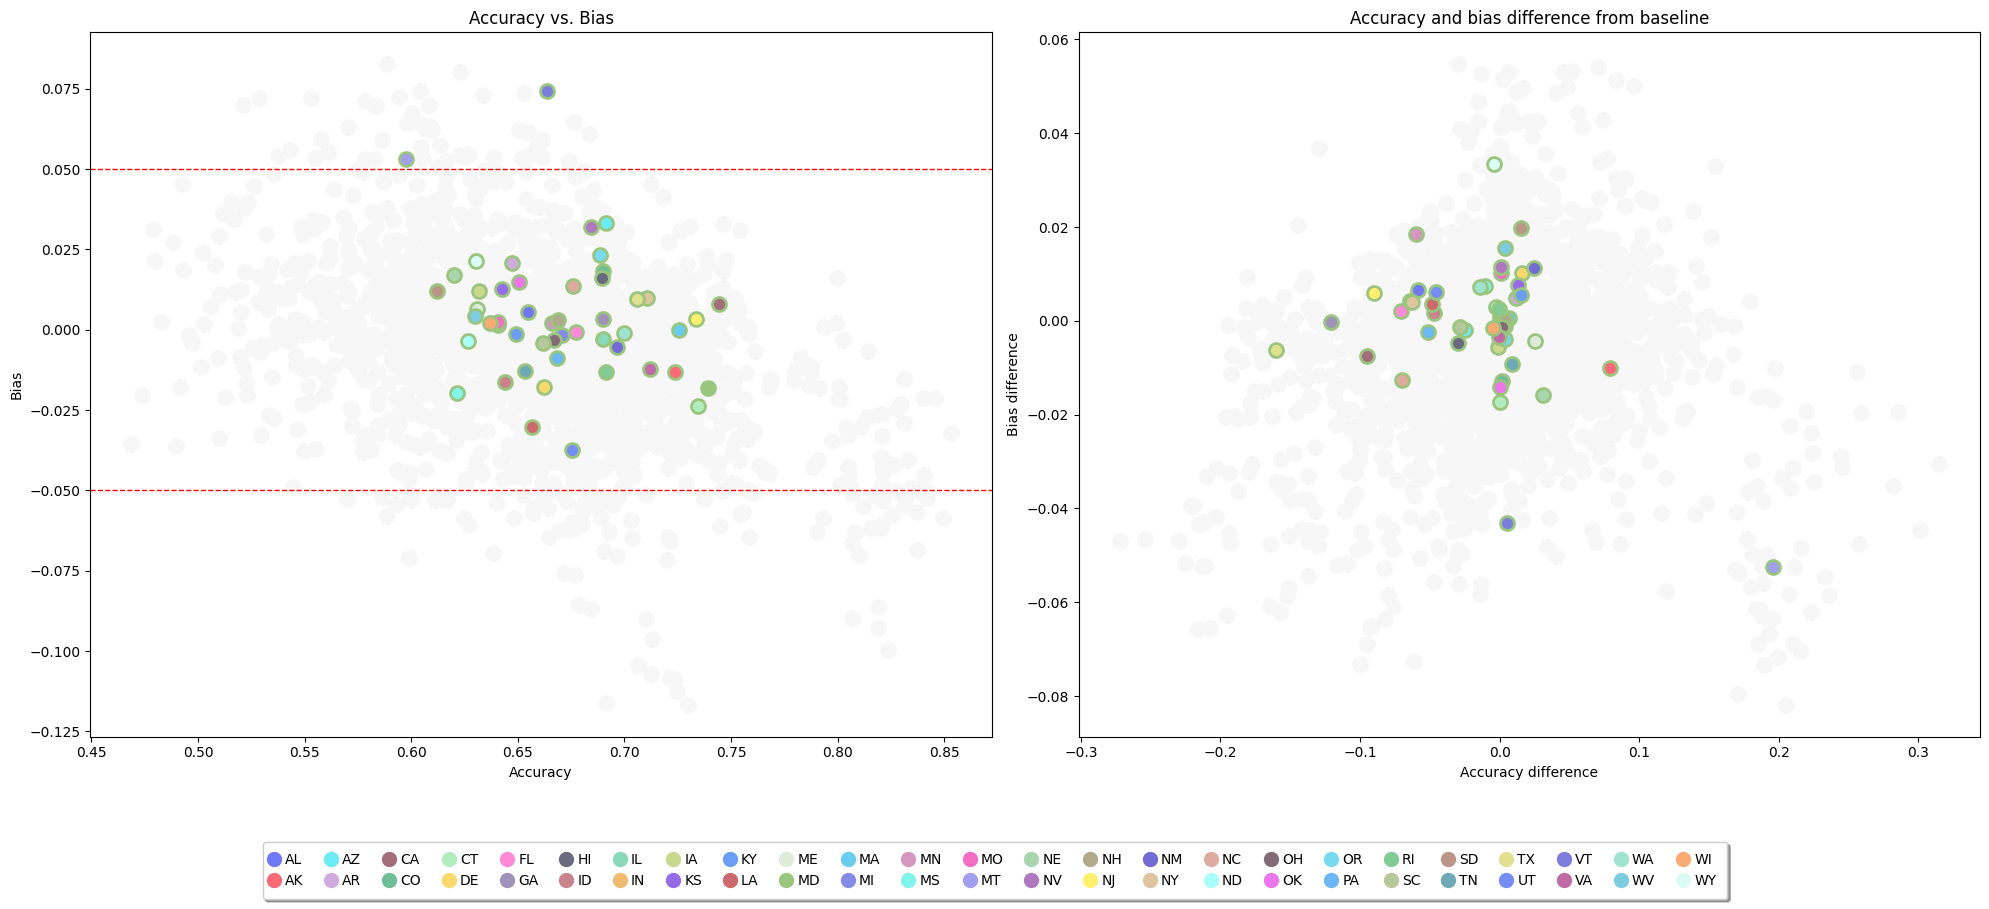 Accuracy vs. Bias
0.075
0.050
0.025
0.000
−0.025
−0.050
−0.075
−0.100
−0.125
Bias
0.45 0.50 0.55 0.60 0.65 0.70 0.75 0.80 0.85
Accuracy
Accuracy and bias difference from baseline
0.06
0.04
0.02
0.00
−0.02
−0.04
−0.06
−0.08
Bias difference
−0.3 −0.2 −0.1 0.0 0.1 0.2 0.3
Accuracy difference
AL AZ CA CT FL HI IL IA KY ME MA MN MO NE NH NM NC OH OR RI SD TX VT WA WI
AK AR CO DE GA ID IN KS LA MD MI MS MT NV NJ NY ND OK PA SC TN UT VA WV WY